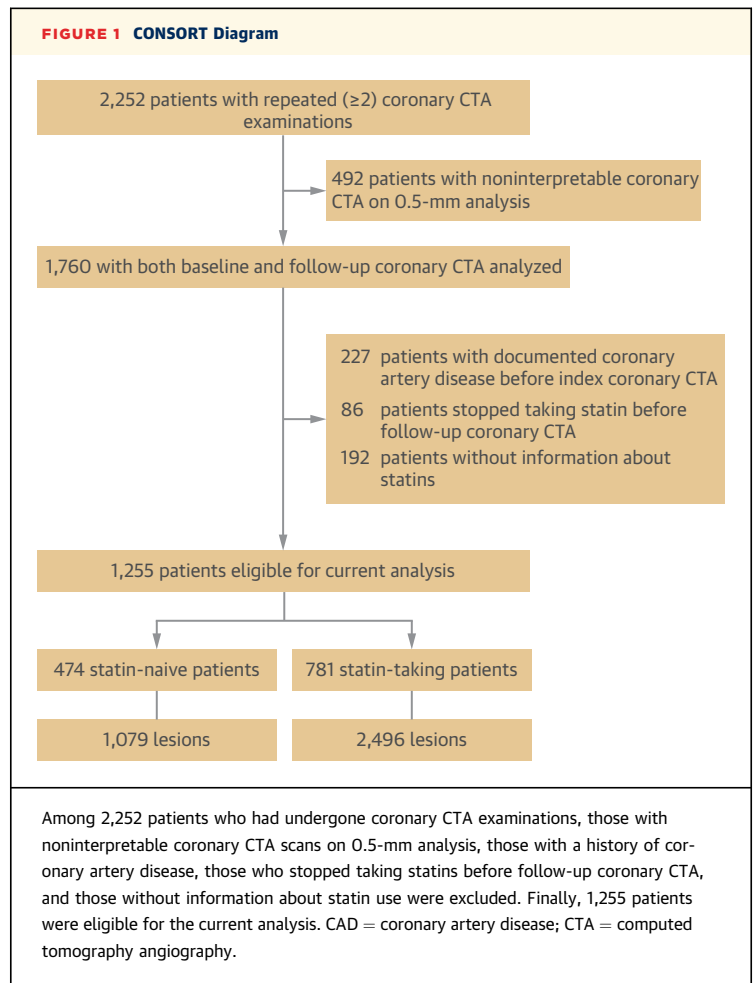 FIGURE 1 CONSORT Diagram
2,252 patients with repeated (≥2) coronary CTA
examinations
492 patients with noninterpretable coronary
CTA on 0.5-mm analysis
1,760 with both baseline and follow-up coronary CTA analyzed
227 patients with documented coronary
artery disease before index coronary CTA
86 patients stopped taking statin before
follow-up coronary CTA
192 patients without information about
statins
1,255 patients eligible for current analysis
474 statin-naive patients
781 statin-taking patients
1,079 lesions
2,496 lesions
Among 2,252 patients who had undergone coronary CTA examinations, those with
noninterpretable coronary CTA scans on 0.5-mm analysis, those with a history of cor-
onary artery disease, those who stopped taking statins before follow-up coronary CTA,
and those without information about statin use were excluded. Finally, 1,255 patients
were eligible for the current analysis. CAD = coronary artery disease; CTA = computed
tomography angiography.